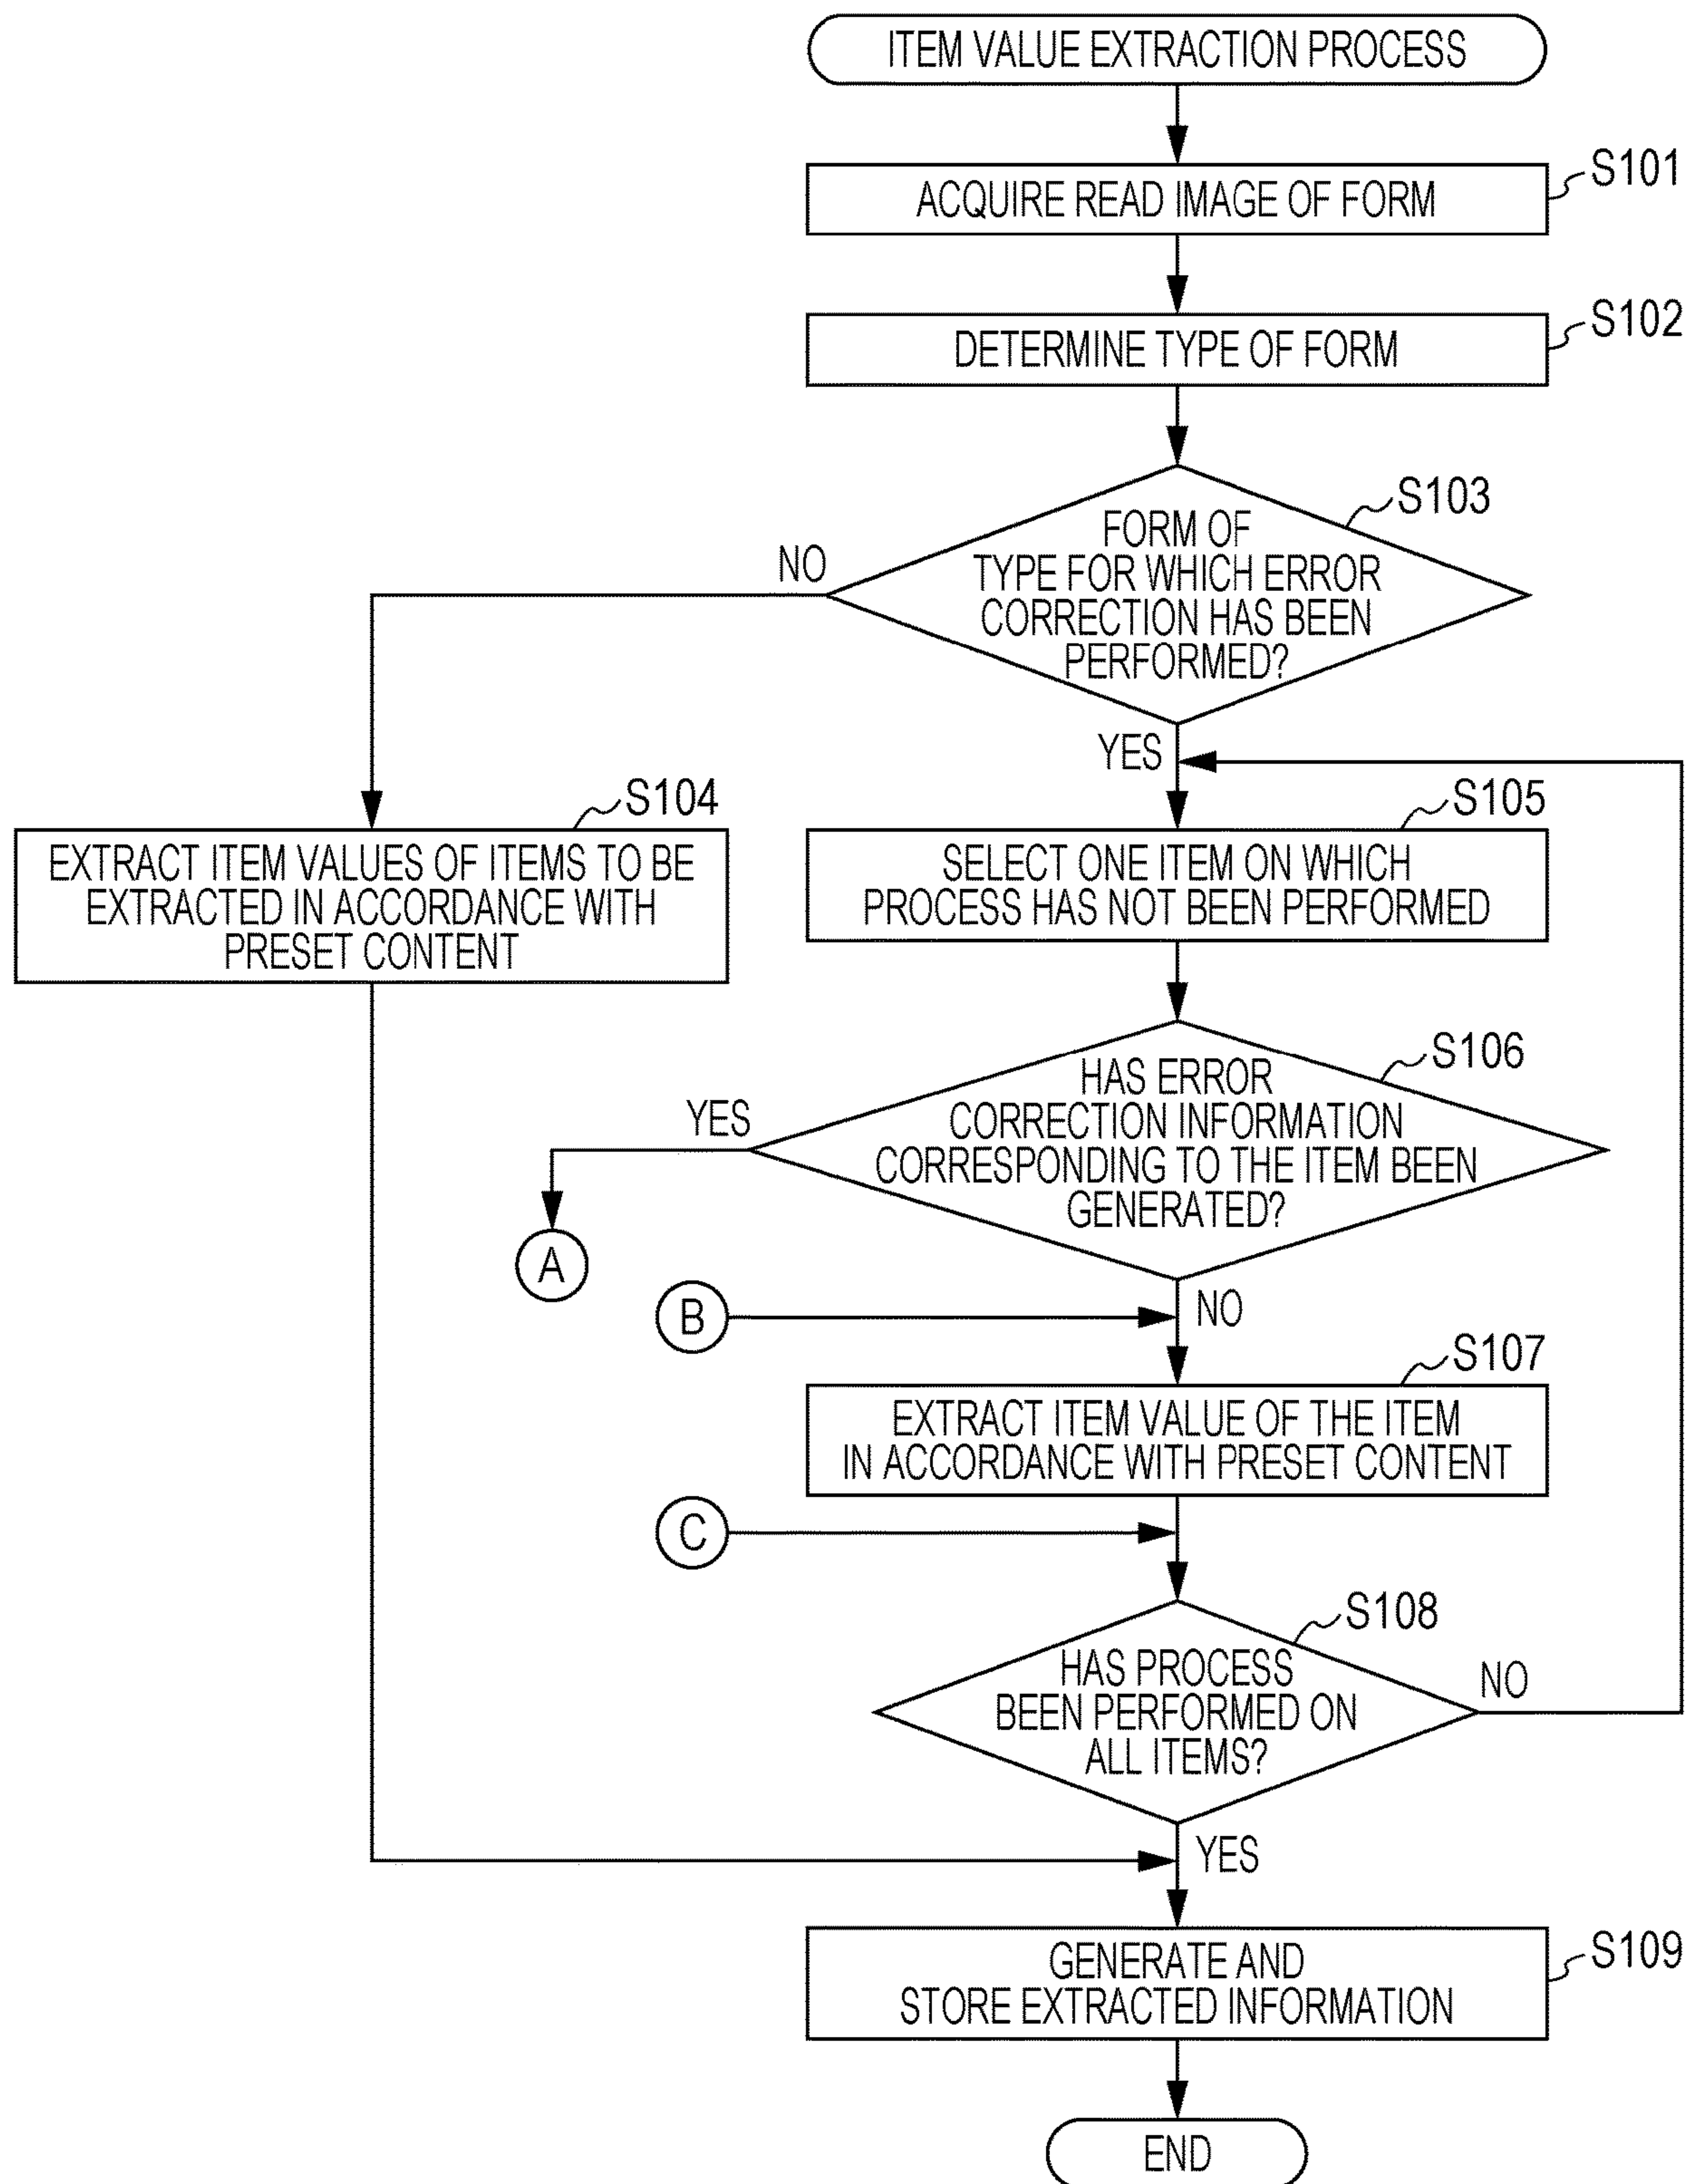 ITEM VALUE EXTRACTION PROCESS
S101
ACQUIRE READ IMAGE OF FORM
S102
DETERMINE TYPE OF FORM
S103
FORM OF
TYPE FOR WHICH ERROR
CORRECTION HAS BEEN
PERFORMED?
NO
YES
S104
EXTRACT ITEM VALUES OF ITEMS TO BE
EXTRACTED IN ACCORDANCE WITH
PRESET CONTENT
S105
SELECT ONE ITEM ON WHICH
PROCESS HAS NOT BEEN PERFORMED
S106
HAS ERROR
CORRECTION INFORMATION
CORRESPONDING TO THE ITEM BEEN
GENERATED?
YES
A
B
NO
S107
EXTRACT ITEM VALUE OF THE ITEM
IN ACCORDANCE WITH PRESET CONTENT
C
S108
HAS PROCESS
BEEN PERFORMED ON
ALL ITEMS?
NO
YES
S109
GENERATE AND
STORE EXTRACTED INFORMATION
END